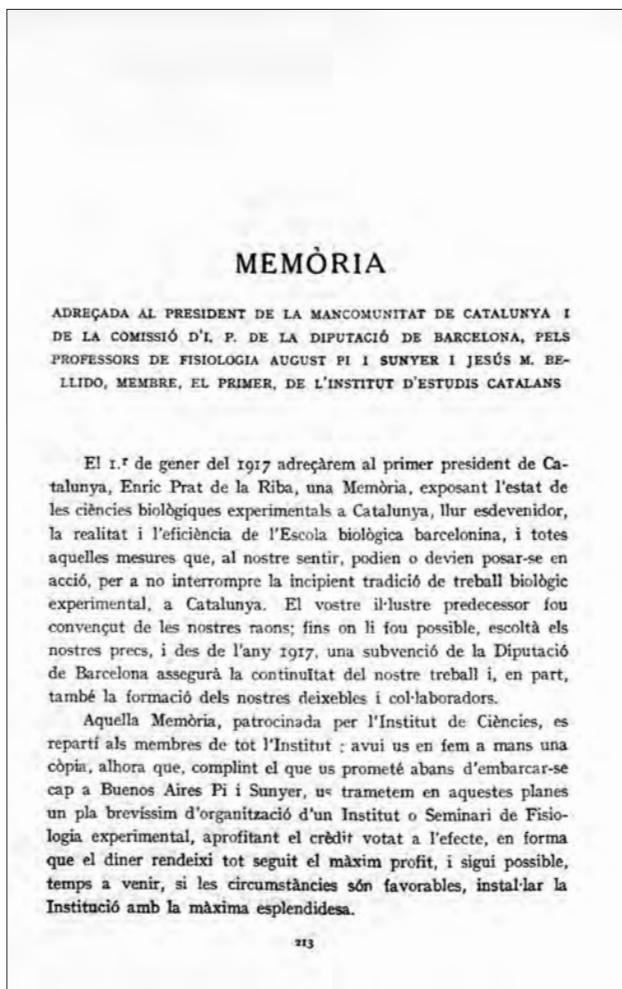 MEMÒRIA
ADREÇADA AL PRESIDENT DE LA MANCOMUNITAT DE CATALUNYA I
DE LA COMISSIÓ D'I. P. DE LA DIPUTACIÓ DE BARCELONA, PELS
PROFESSORS DE FISIOLOGIA AUGUST PI I SUNYER I JESÚS M. BE-
LLIDO, MEMBRE, EL PRIMER, DE L'INSTITUT D'ESTUDIS CATALANS
El 1.r de gener del 1917 adreçàrem al primer president de Ca-
talunya, Enric Prat de la Riba, una Memòria, exposant l'estat de
les ciències biològiques experimentals a Catalunya, llur esdevenidor,
la realitat i l'eficiència de l'Escola biològica barcelonina, i totes
aquelles mesures que, al nostre sentir, podien o devien posar-se en
acció, per a no interrompre la incipient tradició de treball biològic
experimental, a Catalunya. El vostre il·lustre predecessor fou
convençut de les nostres raons; fins on li fou possible, escoltà els
nostres precs, i des de l'any 1917, una subvenció de la Diputació
de Barcelona assegurà la continuïtat del nostre treball i, en part,
també la formació dels nostres deixebles i col·laboradors.
Aquella Memòria, patrocinada per l'Institut de Ciències, es
repartí als membres de tot l'Institut ; avui us en fem a mans una
còpia, alhora que, complint el que us prometé abans d'embarcar-se
cap a Buenos Aires Pi i Sunyer, us trametem en aquestes planes
un pla brevíssim d'organització d'un Institut o Seminari de Fisio-
logia experimental, aprofitant el crèdit votat a l'efecte, en forma
que el diner rendeixi tot seguit el màxim profit, i sigui possible,
temps a venir, si les circumstàncies són favorables, instal·lar la
Institució amb la màxima esplendidesa.
213